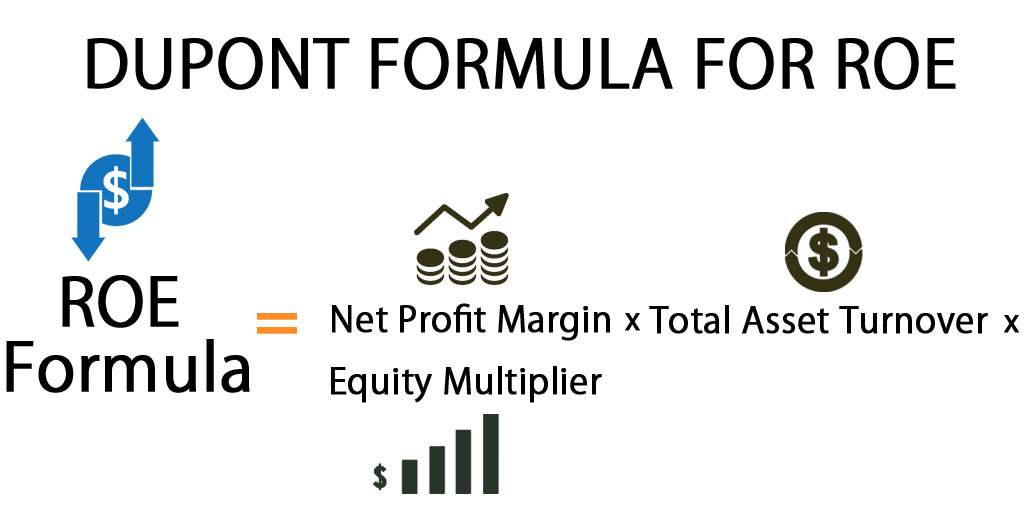 DUPONT FORMULA FOR ROE
$
$
ROE
Formula
=
Net Profit Margin x Total Asset Turnover x
Equity Multiplier
$